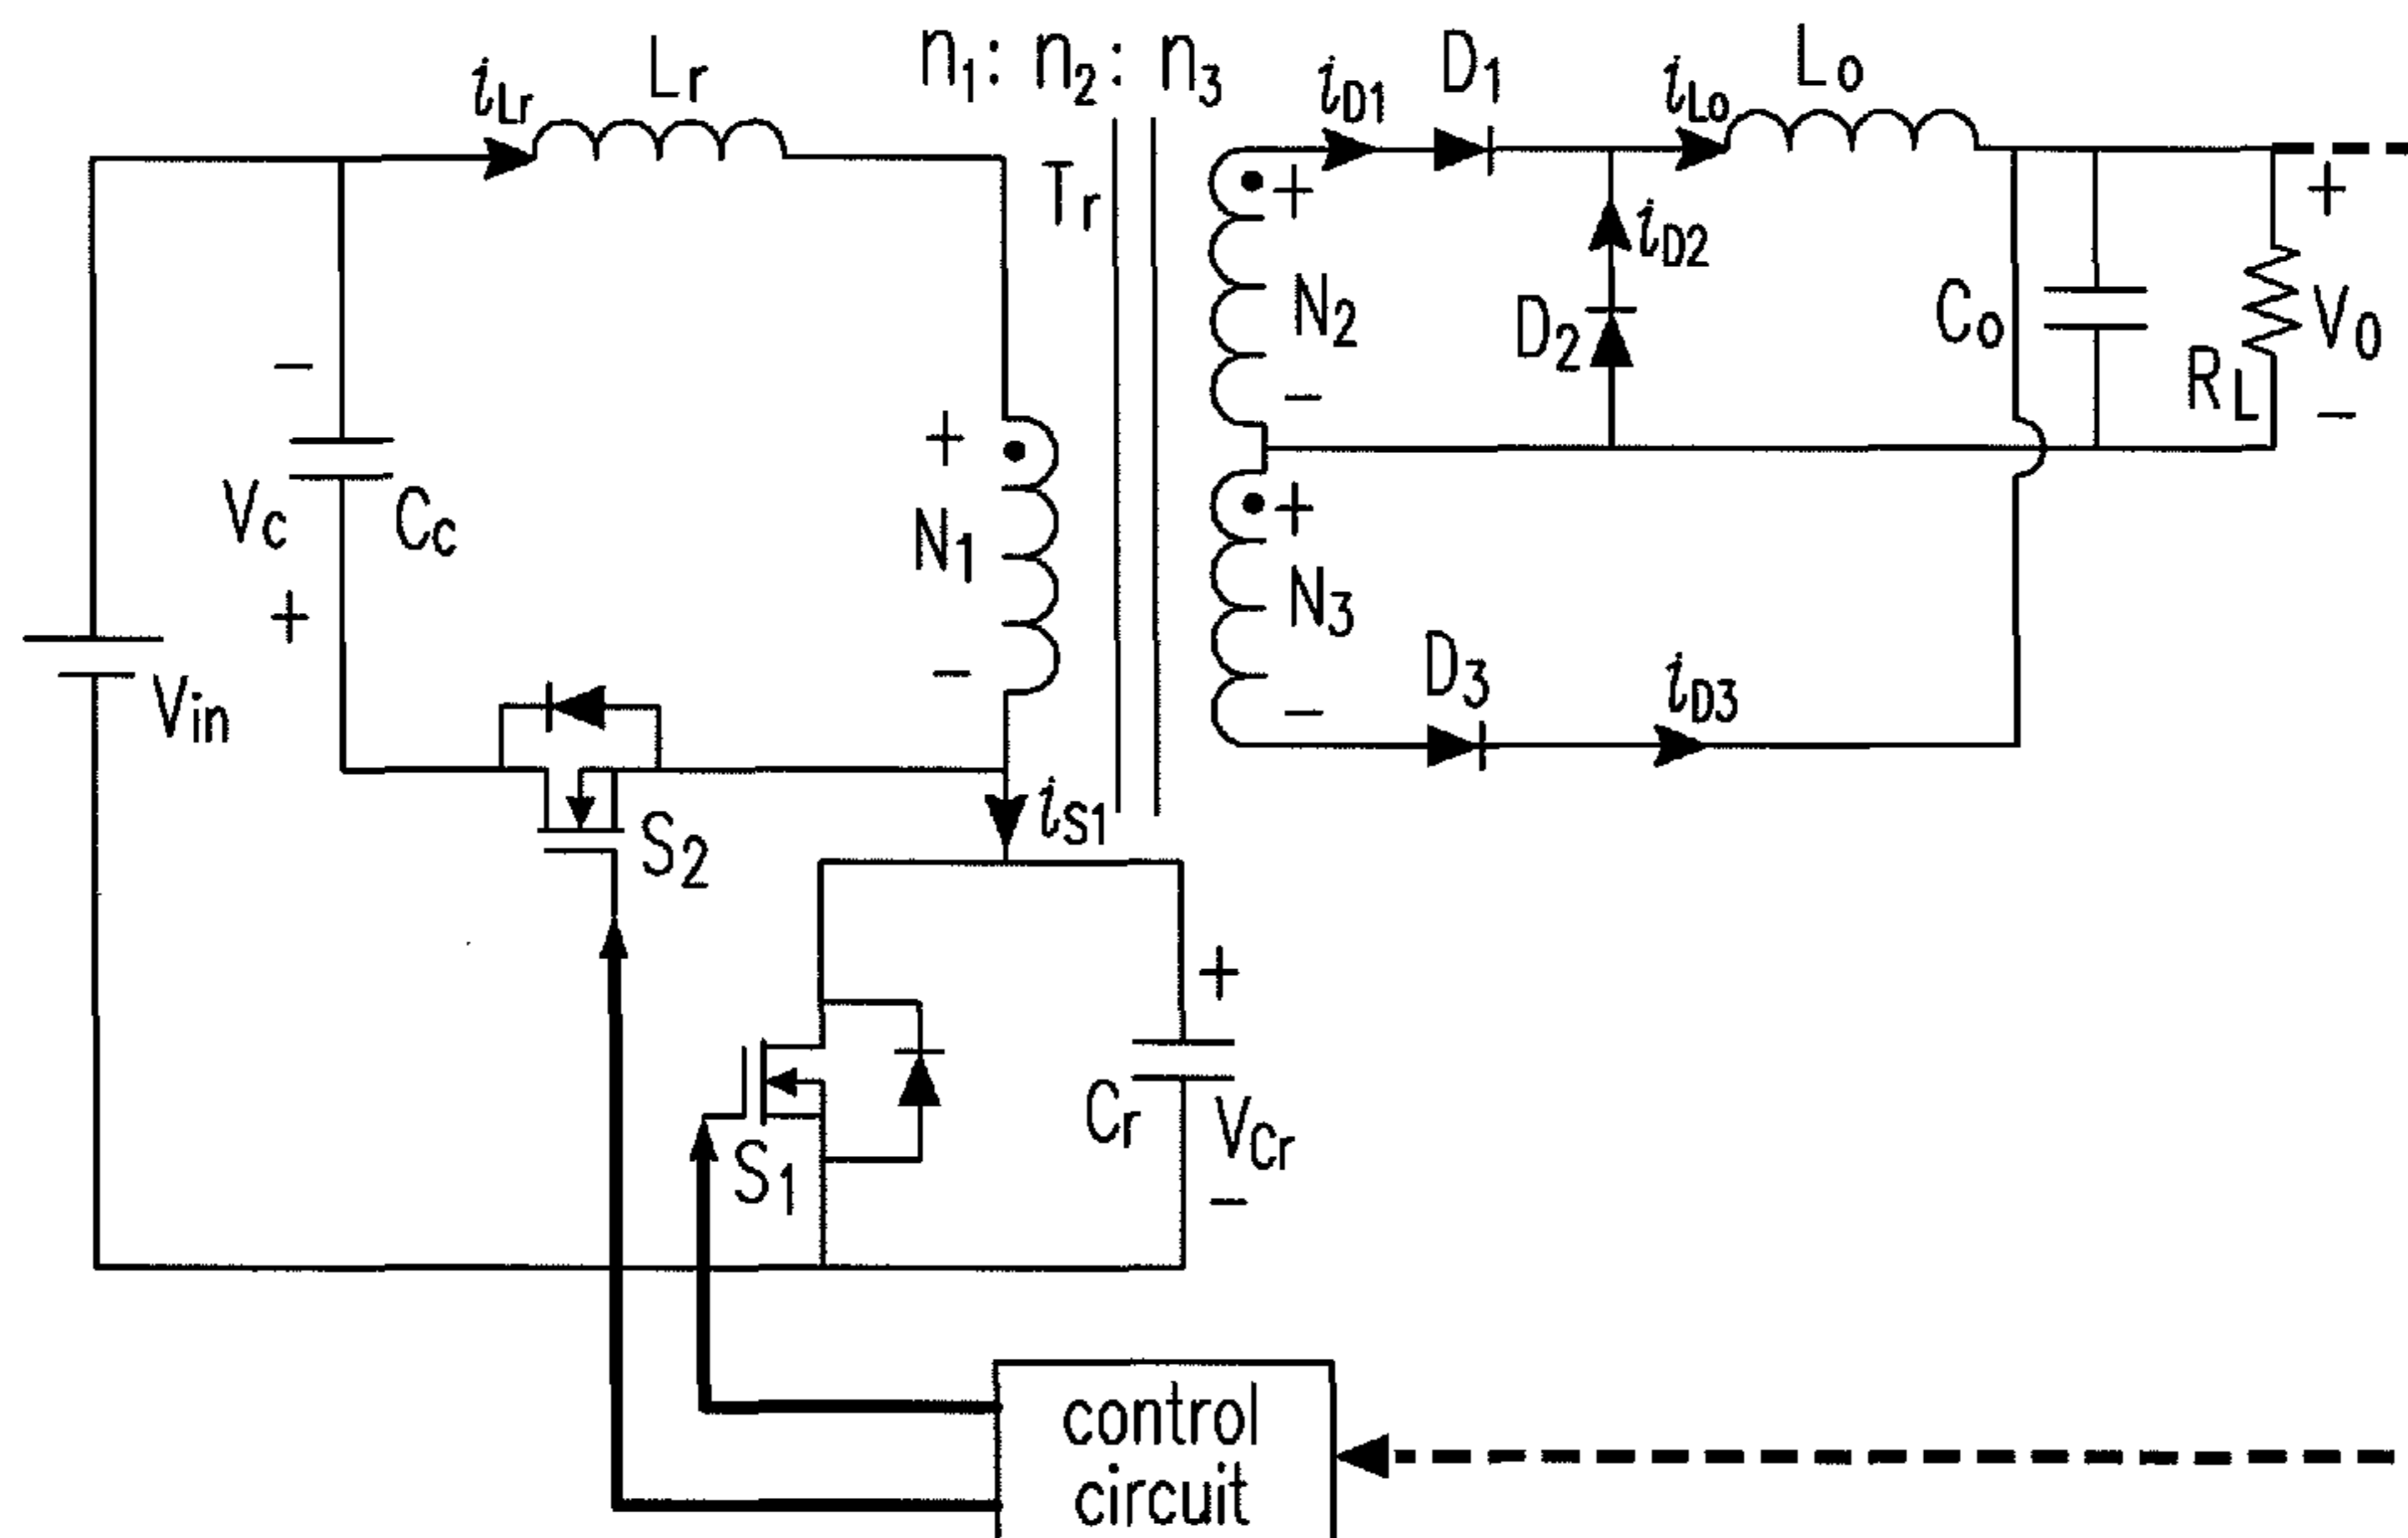 iLr
Lr
n1: n2: n3
iD1
D1
iLo
Lo
Tr
+
+
iD2
N2
D2
Co
RL
Vo
−
−
−
Vc
Cc
+
+
N1
−
+
N3
−
D3
iD3
Vin
S2
iS1
+
S1
Cr
VCr
−
control
circuit